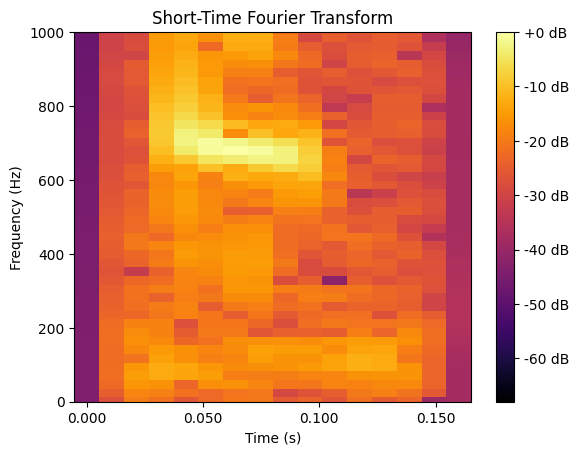 Short-Time Fourier Transform
1000
800
600
400
200
0
Frequency (Hz)
0.000
0.050
0.100
0.150
Time (s)
+0 dB
-10 dB
-20 dB
-30 dB
-40 dB
-50 dB
-60 dB